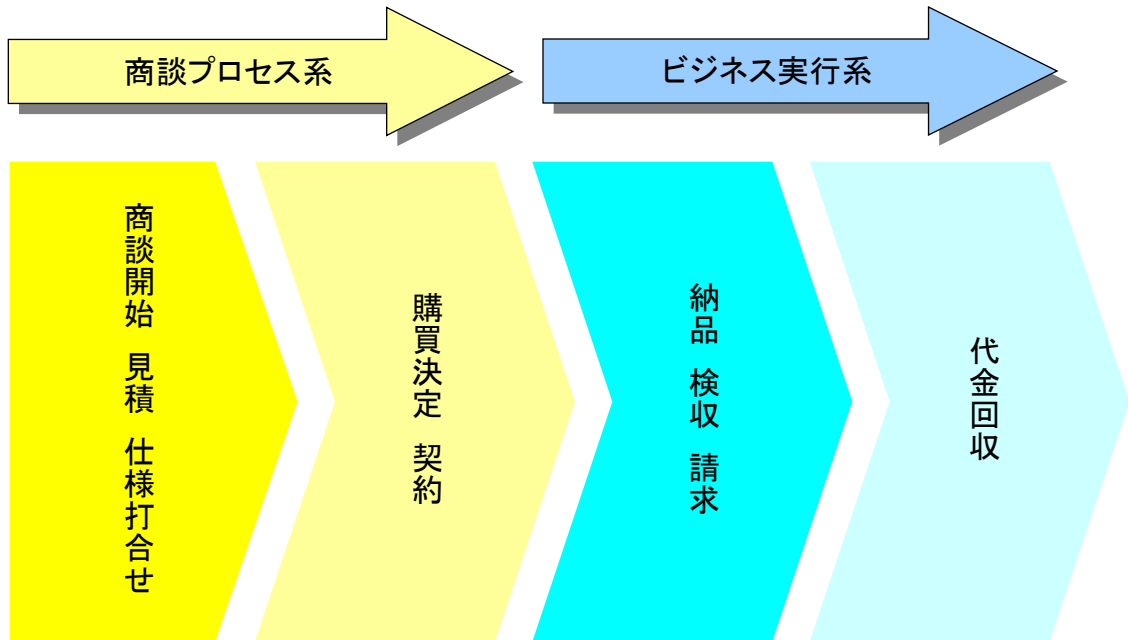 商談プロセス系
ビジネス実行系
商談開始 見積 仕様打合せ
購買決定 契約
納品 検収 請求
代金回収